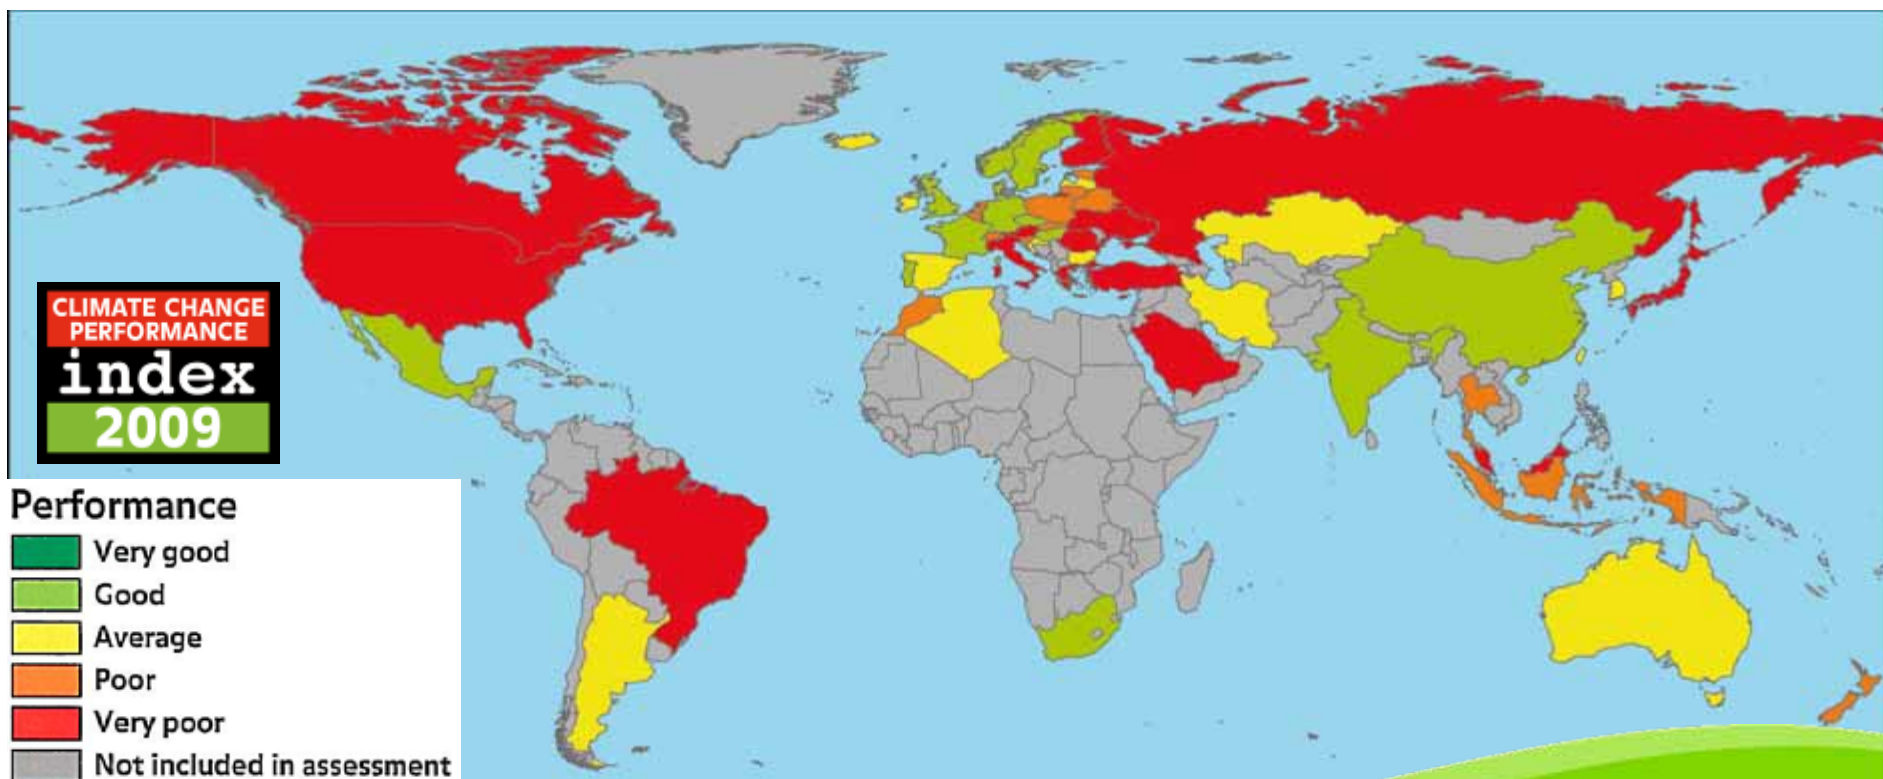 CLIMATE CHANGE
PERFORMANCE
index
2009
Performance
Very good
Good
Average
Poor
Very poor
Not included in assessment